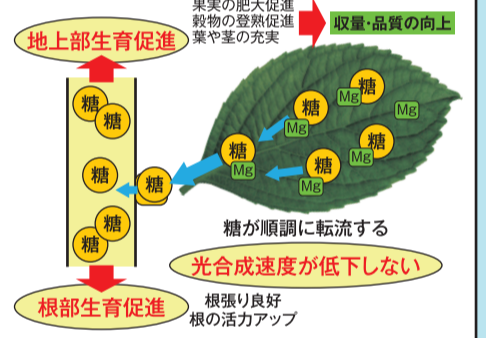 果実の肥大促進
穀物の登熟促進
葉や茎の充実
収量・品質の向上
地上部生育促進
糖
糖
糖
糖
糖
糖
糖
糖
糖
糖
Mg
Mg
Mg
Mg
Mg
Mg
糖が順調に転流する
光合成速度が低下しない
根部生育促進
根張り良好
根の活力アップ